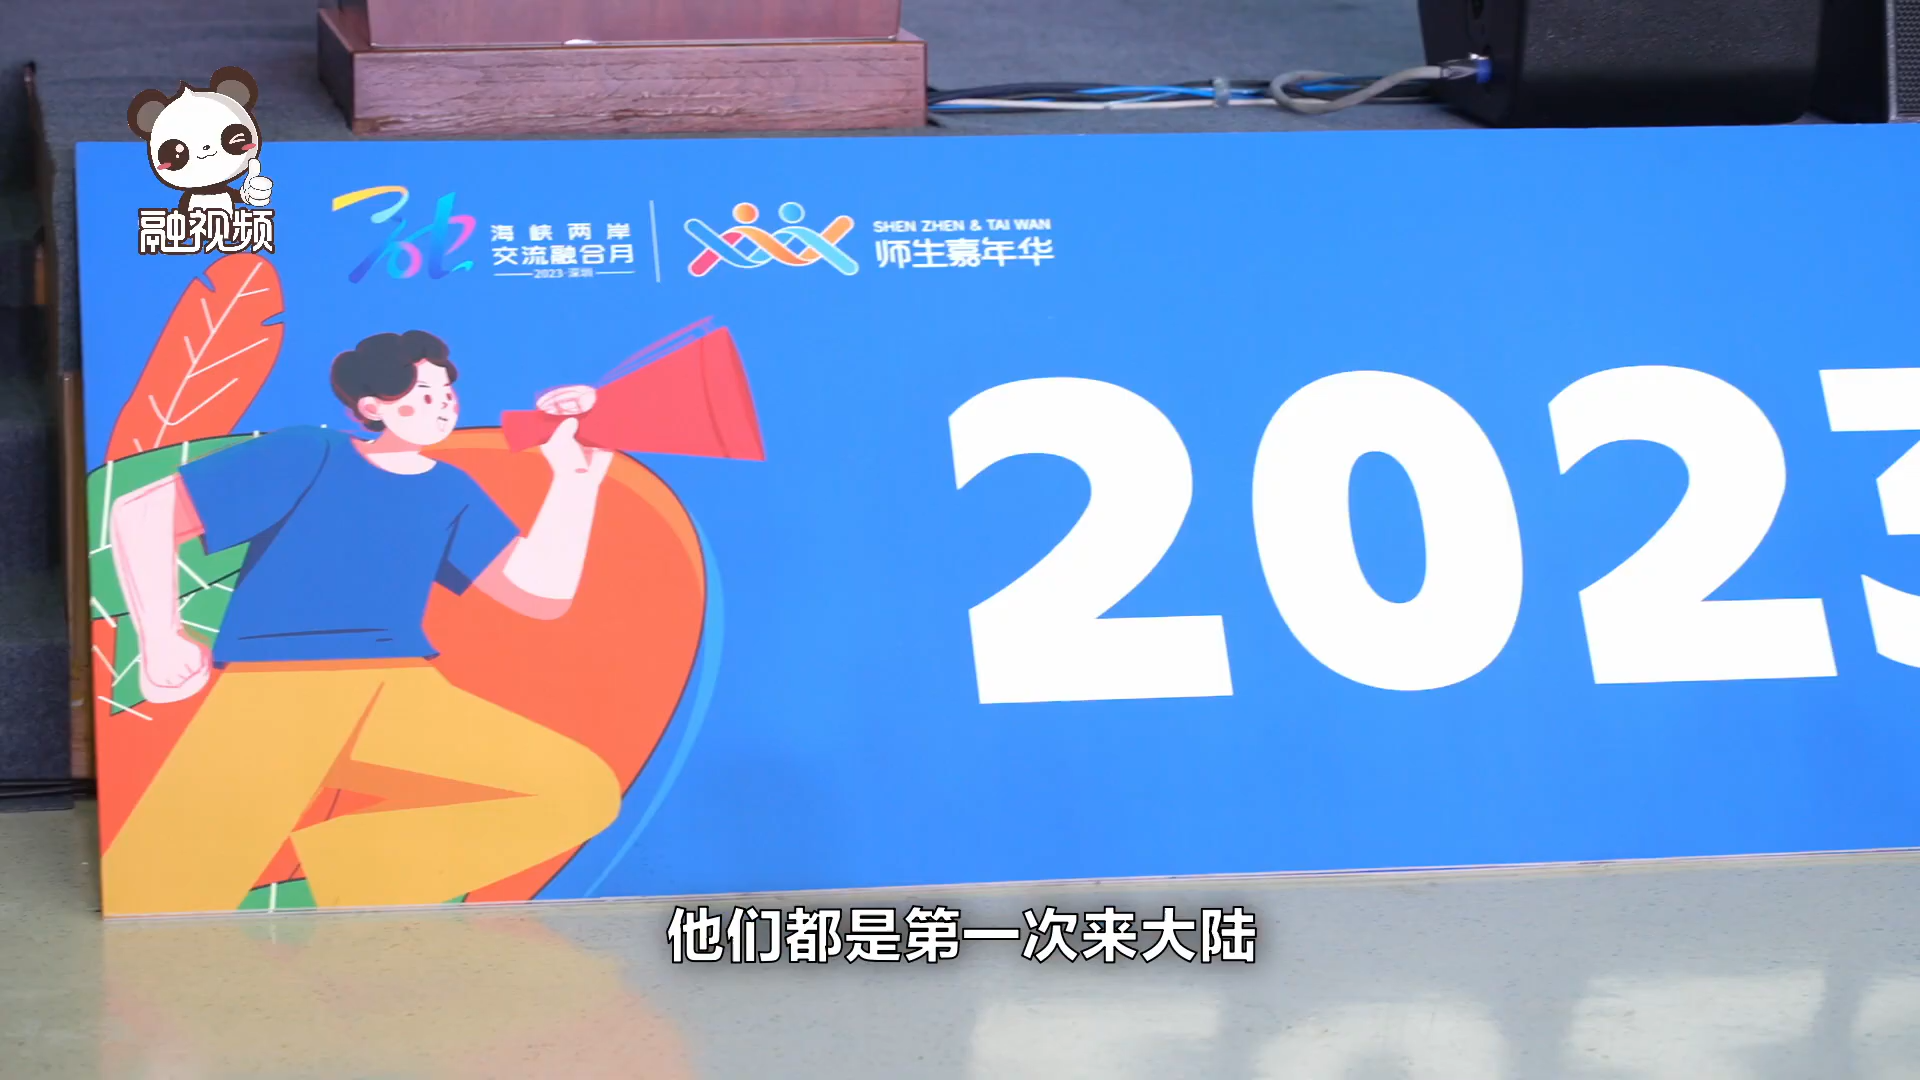 融视频
海峡两岸
交流融合月
2023·深圳
SHEN ZHEN & TAI WAN
师生嘉年华
2023
他们都是第一次来大陆